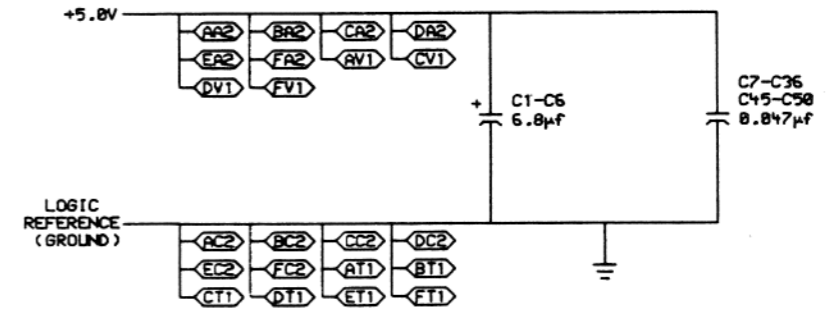 +5.0V
AA2 BA2 CA2 DA2
EA2 FA2 AV1 CV1
DV1 FV1
+ C1-C6
6.8µf
C7-C36
C45-C50
0.047µf
LOGIC
REFERENCE
(GROUND)
AC2 BC2 CC2 DC2
EC2 FC2 AT1 BT1
CT1 DT1 ET1 FT1